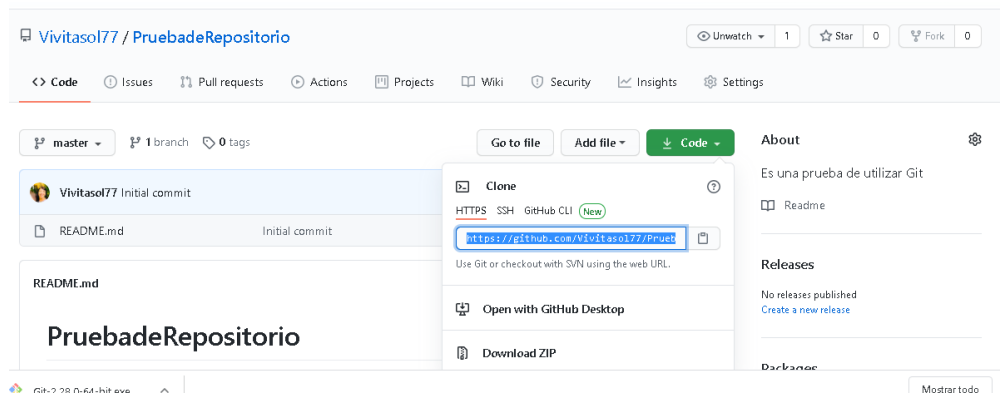 Vivitasol77 / PruebadeRepositorio
Unwatch 1 Star 0 Fork 0
Code Issues Pull requests Actions Projects Wiki Security Insights Settings
master 1 branch 0 tags
Go to file Add file Code
Vivitasol77 Initial commit
README.md Initial commit
README.md
PruebadeRepositorio
Clone
HTTPS SSH GitHub CLI New
https://github.com/Vivitasol77/Prueb
Use Git or checkout with SVN using the web URL.
Open with GitHub Desktop
Download ZIP
About
Es una prueba de utilizar Git
Readme
Releases
No releases published
Create a new release
Packages
Git-2.28.0-64-bit.exe
Mostrar todo